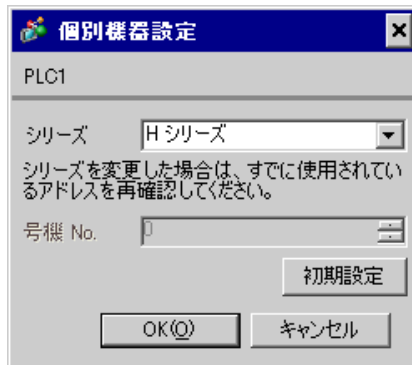 個別機器設定
PLC1
シリーズ
H シリーズ
シリーズを変更した場合は、すでに使用されてい
るアドレスを再確認してください。
号機 No.
0
初期設定
OK(O)
キャンセル